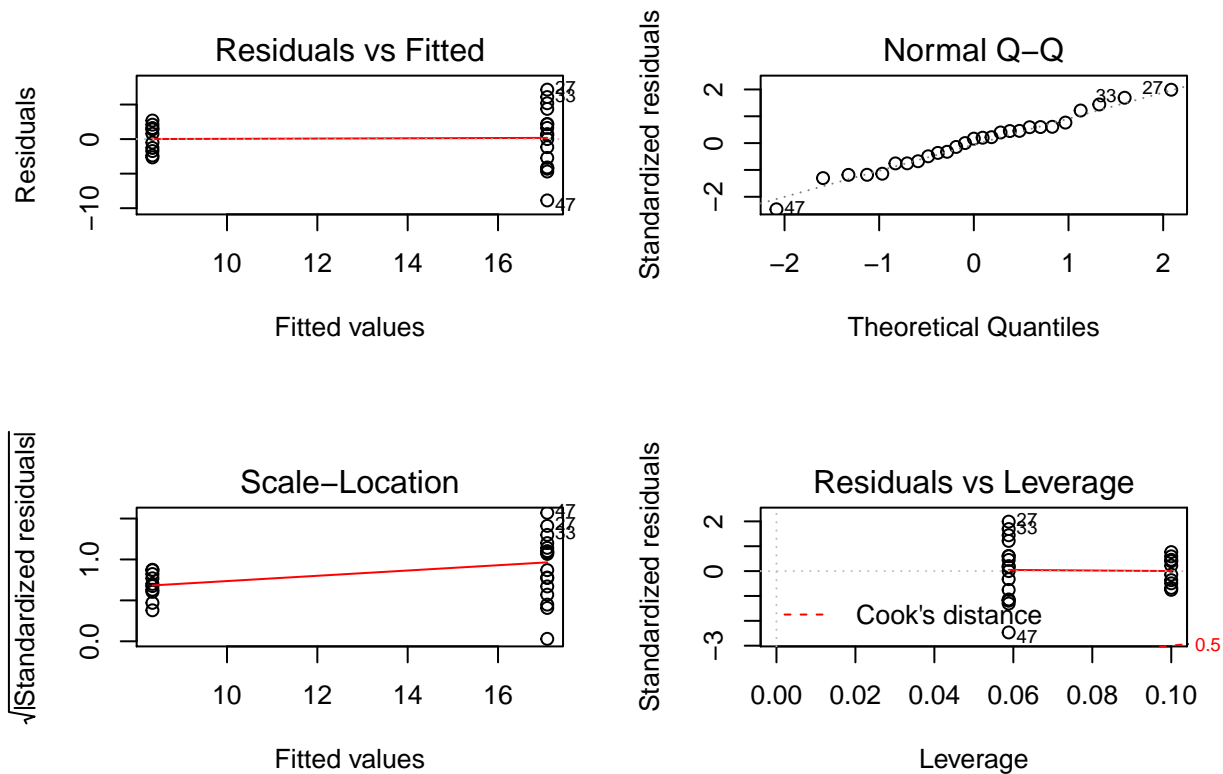 Residuals vs Fitted
Residuals
0
−10
27
33
47
10 12 14 16
Fitted values
Normal Q−Q
Standardized residuals
2
0
−2
33
27
47
−2 −1 0 1 2
Theoretical Quantiles
Scale−Location
√|Standardized residuals|
1.0
0.0
47
27
33
10 12 14 16
Fitted values
Residuals vs Leverage
Standardized residuals
2
0
−3
27
33
Cook's distance
47
0.5
0.00 0.02 0.04 0.06 0.08 0.10
Leverage